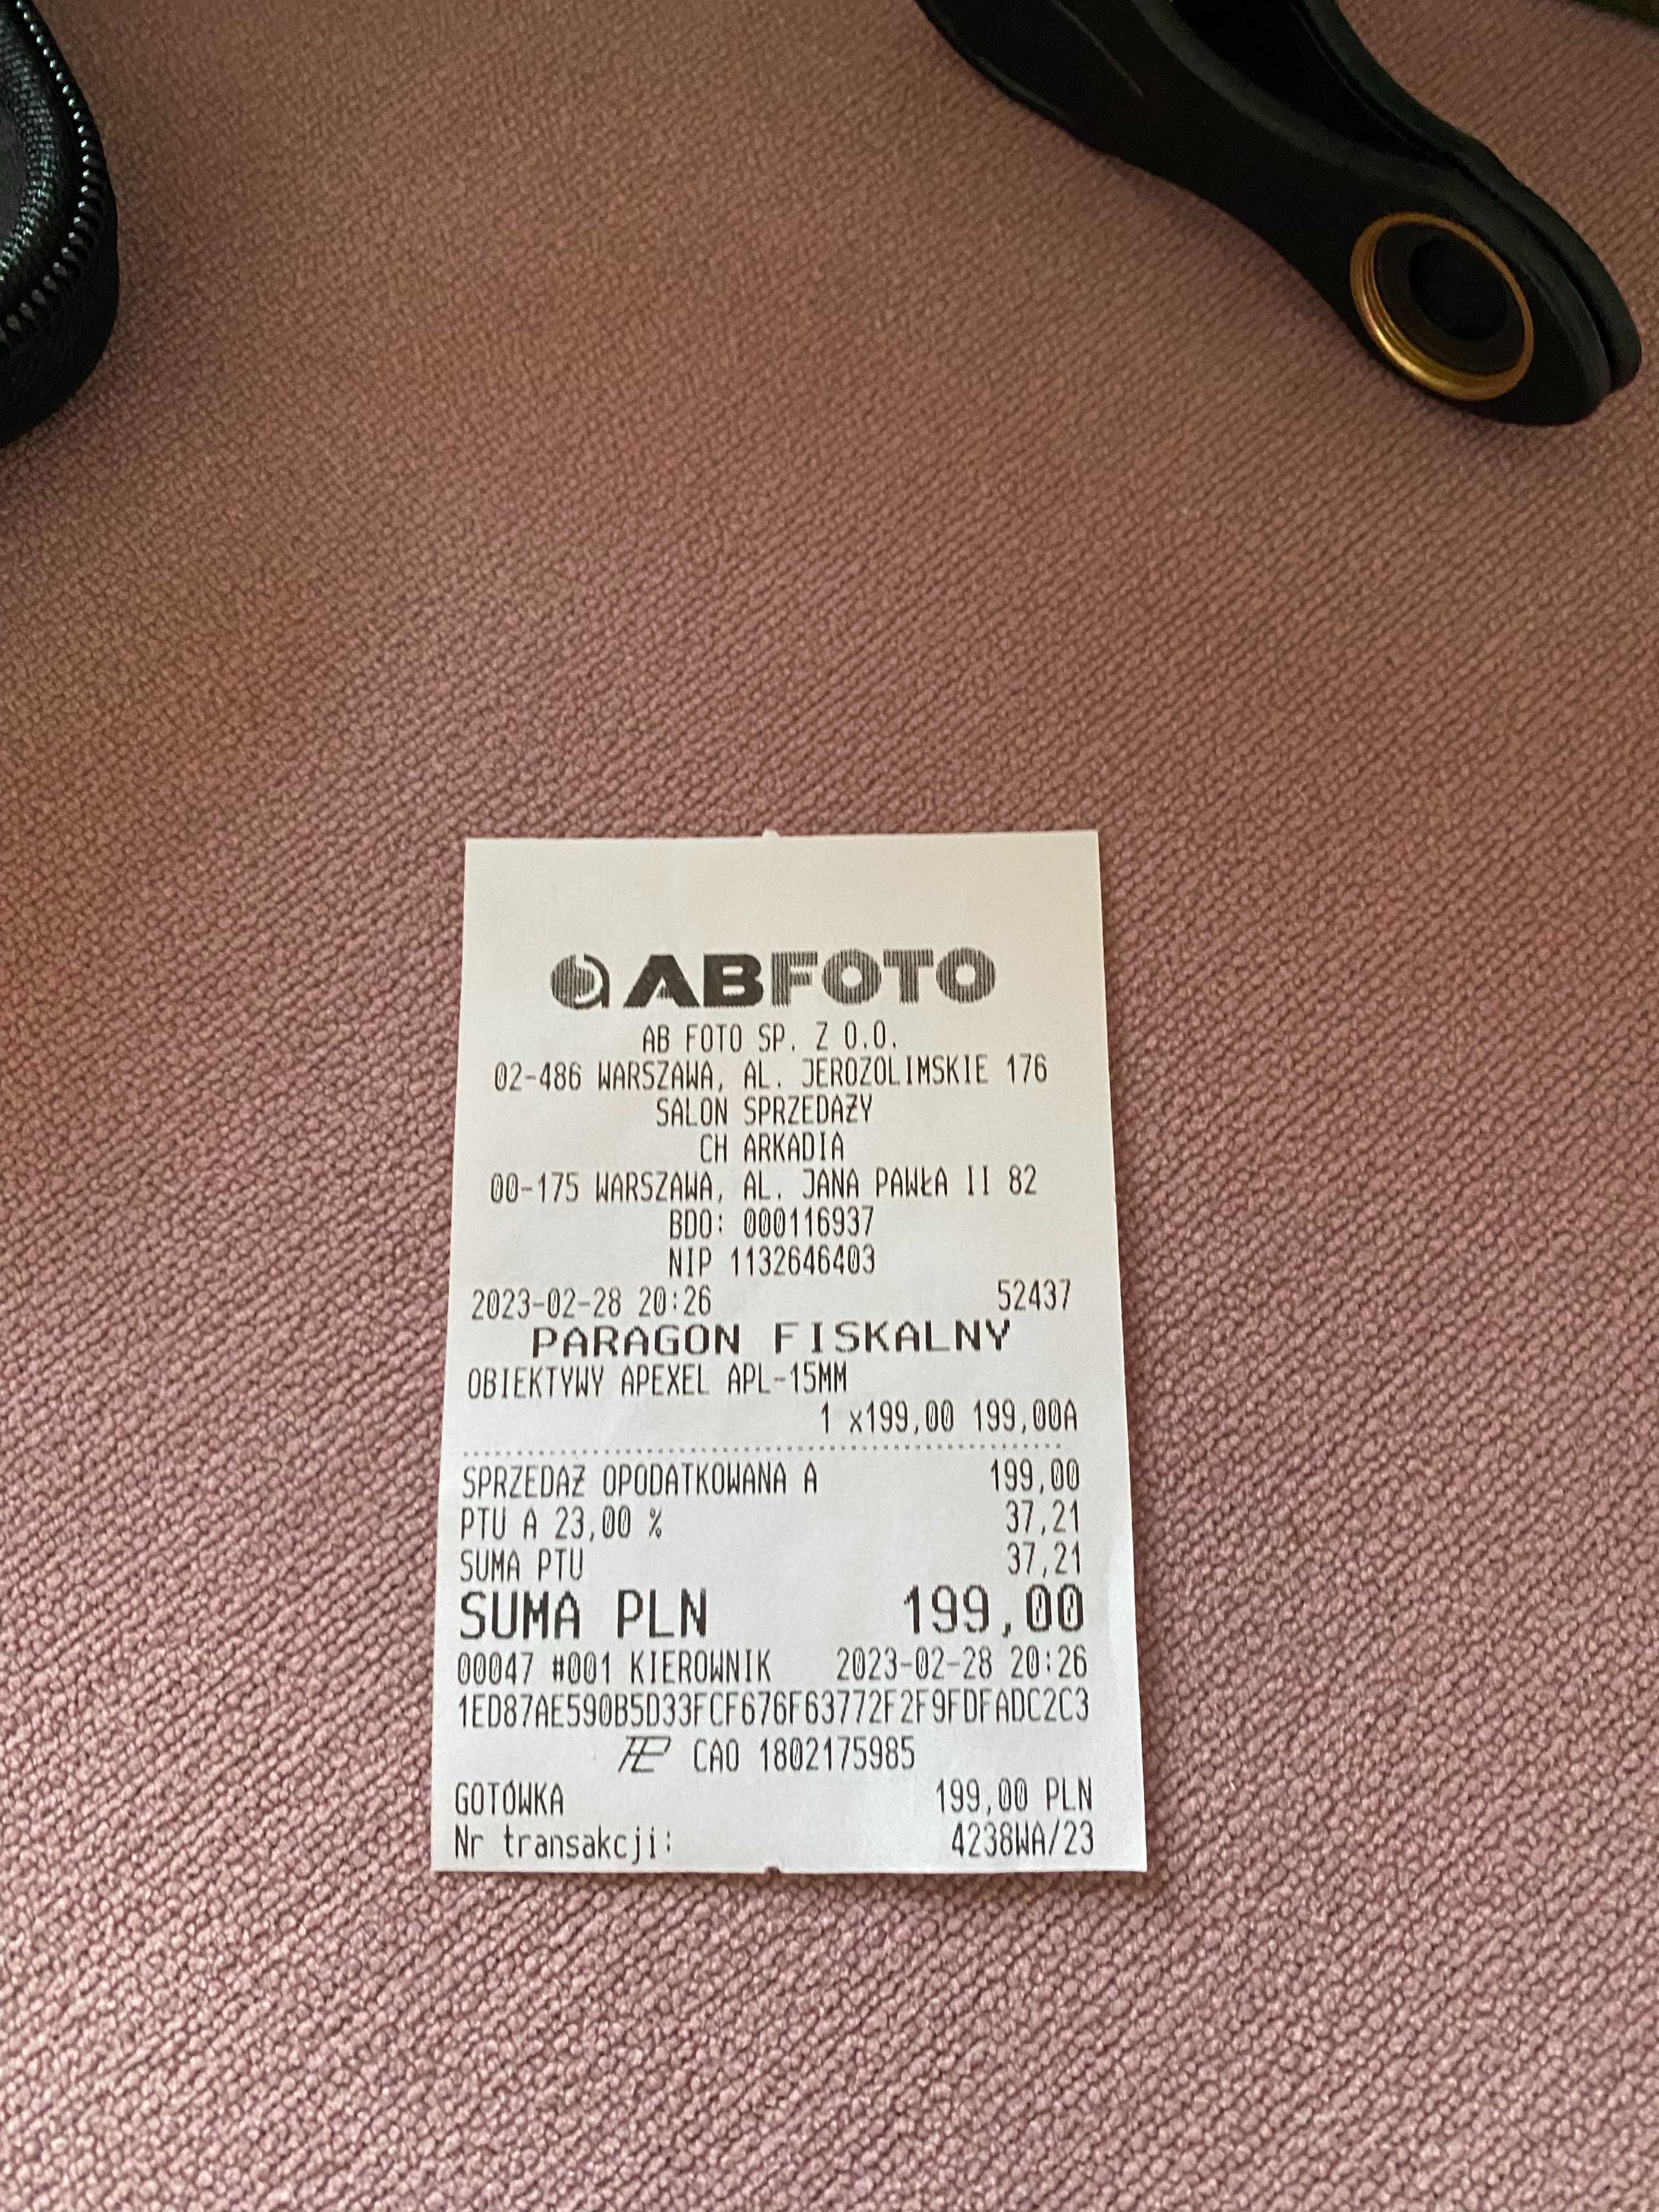 ABFOTO
AB FOTO SP. Z O.O.
02-486 WARSZAWA, AL. JEROZOLIMSKIE 176
SALON SPRZEDAŻY
CH ARKADIA
00-175 WARSZAWA, AL. JANA PAWŁA II 82
BDO: 000116937
NIP 1132646403
2023-02-28 20:26 52437
PARAGON FISKALNY
OBIEKTYWY APEXEL APL-15MM
1 x199,00 199,00A
SPRZEDAŻ OPODATKOWANA A 199,00
PTU A 23,00 % 37,21
SUMA PTU 37,21
SUMA PLN 199,00
00047 #001 KIEROWNIK 2023-02-28 20:26
1ED87AE590B5D33FCF676F63772F2F9FDFADC2C3
CAO 1802175985
GOTÓWKA 199,00 PLN
Nr transakcji: 4238WA/23